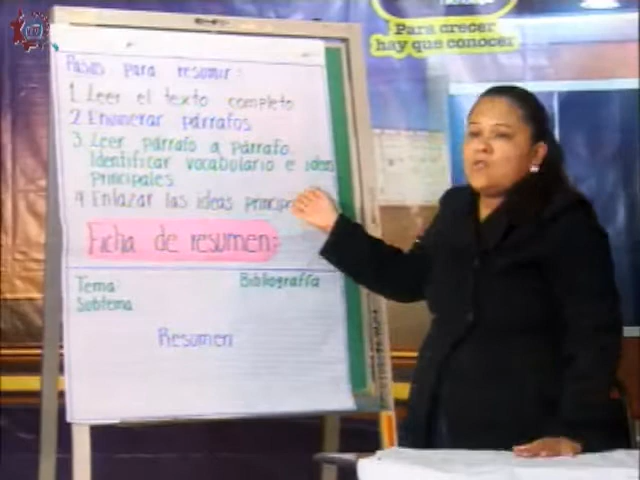 Para crecer
hay que conocer
Pasos para resumir:
1. Leer el texto completo
2. Enumerar párrafos
3. Leer párrafo a párrafo.
Identificar vocabulario e ideas
principales
4. Enlazar las ideas
Ficha de resumen:
Tema
Bibliografía
Subtema
Resumen